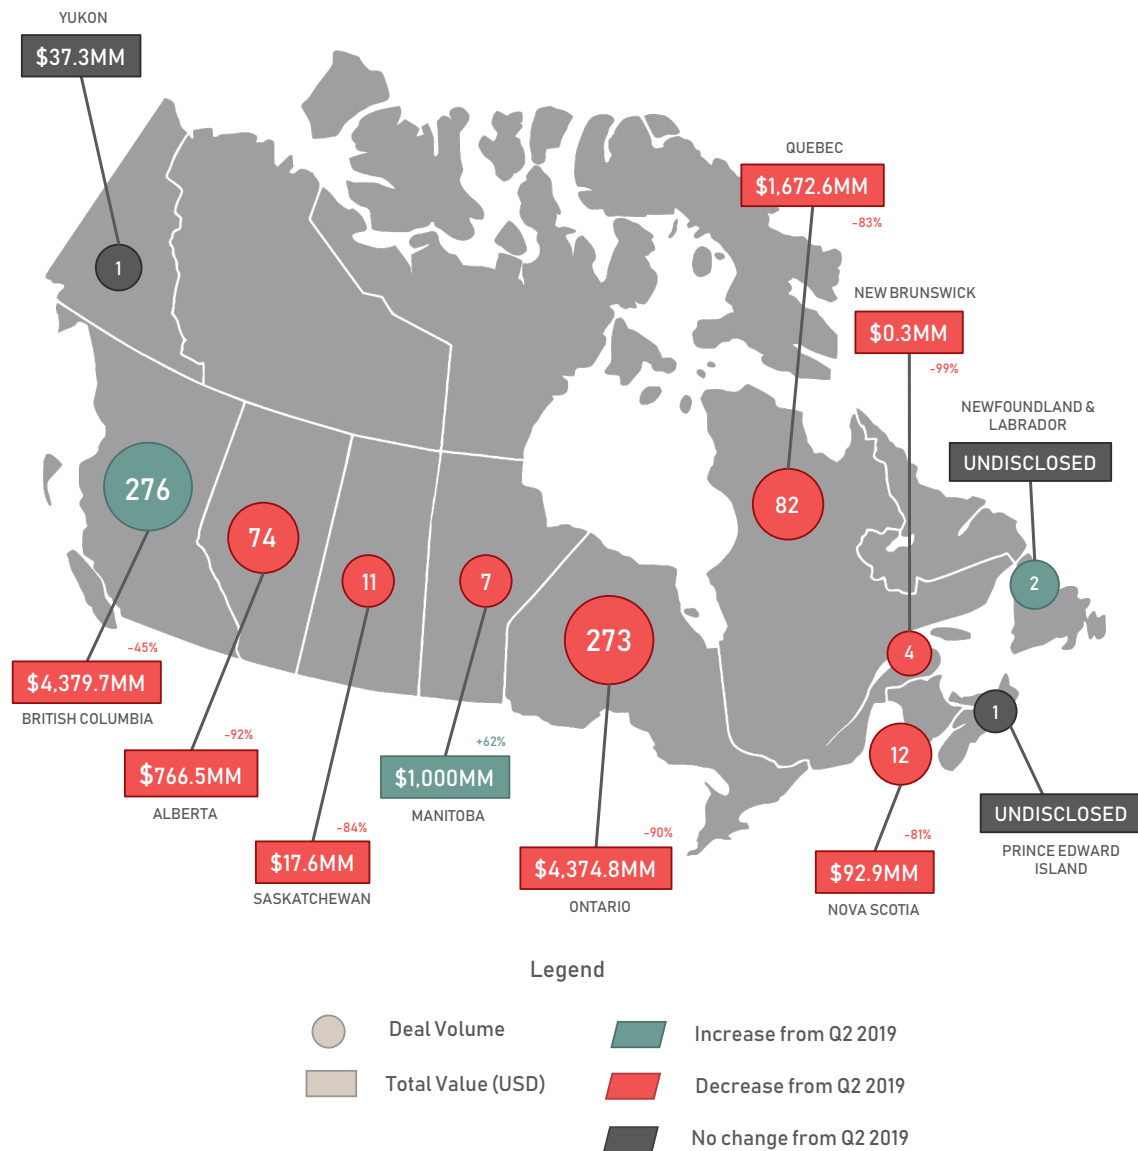 YUKON
$37.3MM
1
QUEBEC
$1,672.6MM
-83%
82
NEW BRUNSWICK
$0.3MM
-99%
4
NEWFOUNDLAND &
LABRADOR
UNDISCLOSED
2
276
-45%
$4,379.7MM
BRITISH COLUMBIA
74
-92%
$766.5MM
ALBERTA
11
-84%
$17.6MM
SASKATCHEWAN
7
+62%
$1,000MM
MANITOBA
273
-90%
$4,374.8MM
ONTARIO
12
-81%
$92.9MM
NOVA SCOTIA
1
UNDISCLOSED
PRINCE EDWARD
ISLAND
Legend
Deal Volume
Total Value (USD)
Increase from Q2 2019
Decrease from Q2 2019
No change from Q2 2019